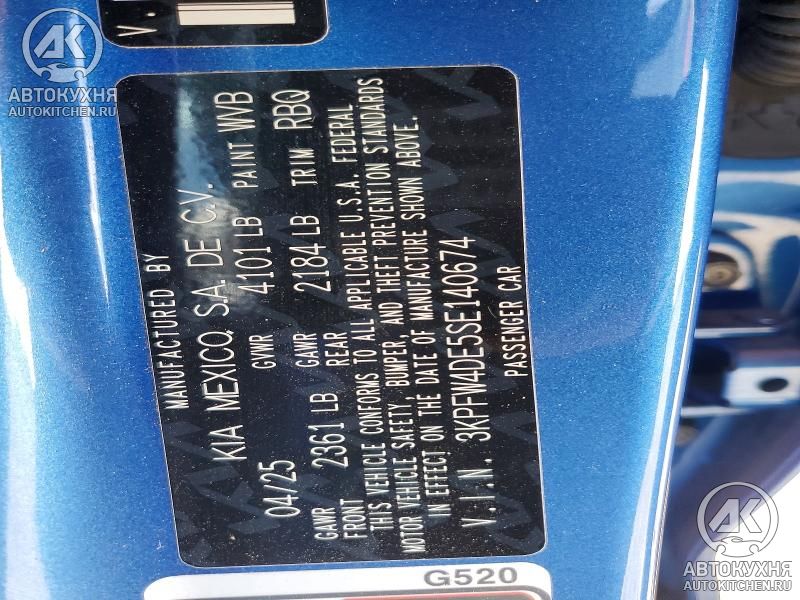 V.
MANUFACTURED BY
KIA MEXICO, S.A. DE C.V.
04/25 GVWR 4101 LB PAINT WVB
GAWR FRONT 2361 LB GAWR REAR 2184 LB TRIM RBQ
THIS VEHICLE CONFORMS TO ALL APPLICABLE U.S.A. FEDERAL
MOTOR VEHICLE SAFETY, BUMPER, AND THEFT PREVENTION STANDARDS
IN EFFECT ON THE DATE OF MANUFACTURE SHOWN ABOVE.
V.I.N. 3KPFW4DE5SE140674
PASSENGER CAR
G520
АК
АВТОКУХНЯ
AUTOKITCHEN.RU
АК
АВТОКУХНЯ
AUTOKITCHEN.RU